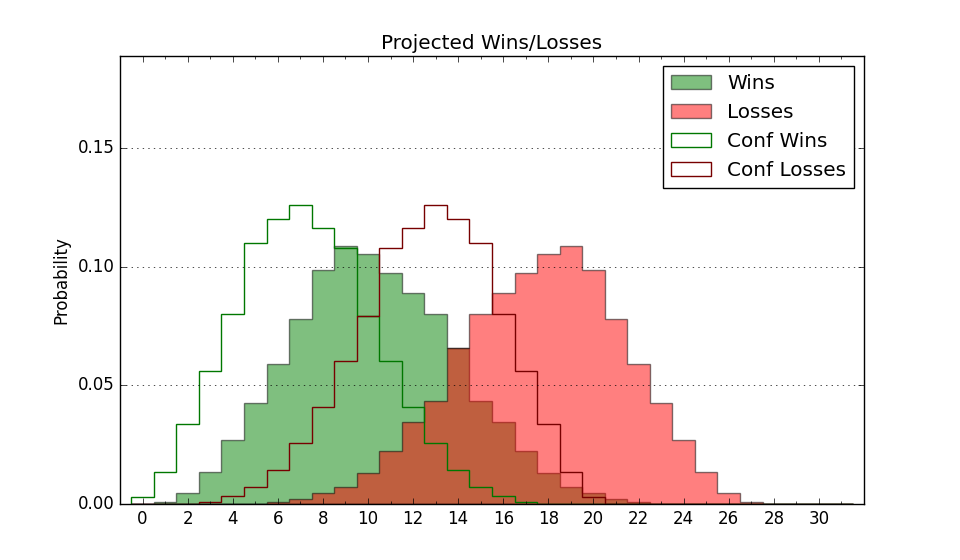 Projected Wins/Losses
Wins
Losses
Conf Wins
Conf Losses
Probability
0.15
0.10
0.05
0.00
0 2 4 6 8 10 12 14 16 18 20 22 24 26 28 30